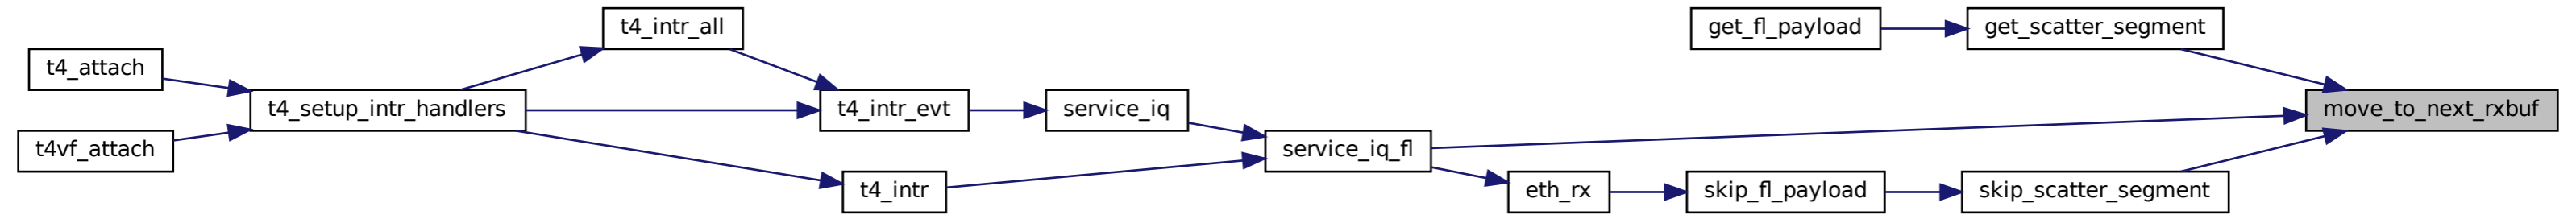 t4_attach
t4vf_attach
t4_setup_intr_handlers
t4_intr_all
t4_intr_evt
t4_intr
service_iq
service_iq_fl
eth_rx
get_fl_payload
skip_fl_payload
get_scatter_segment
skip_scatter_segment
move_to_next_rxbuf